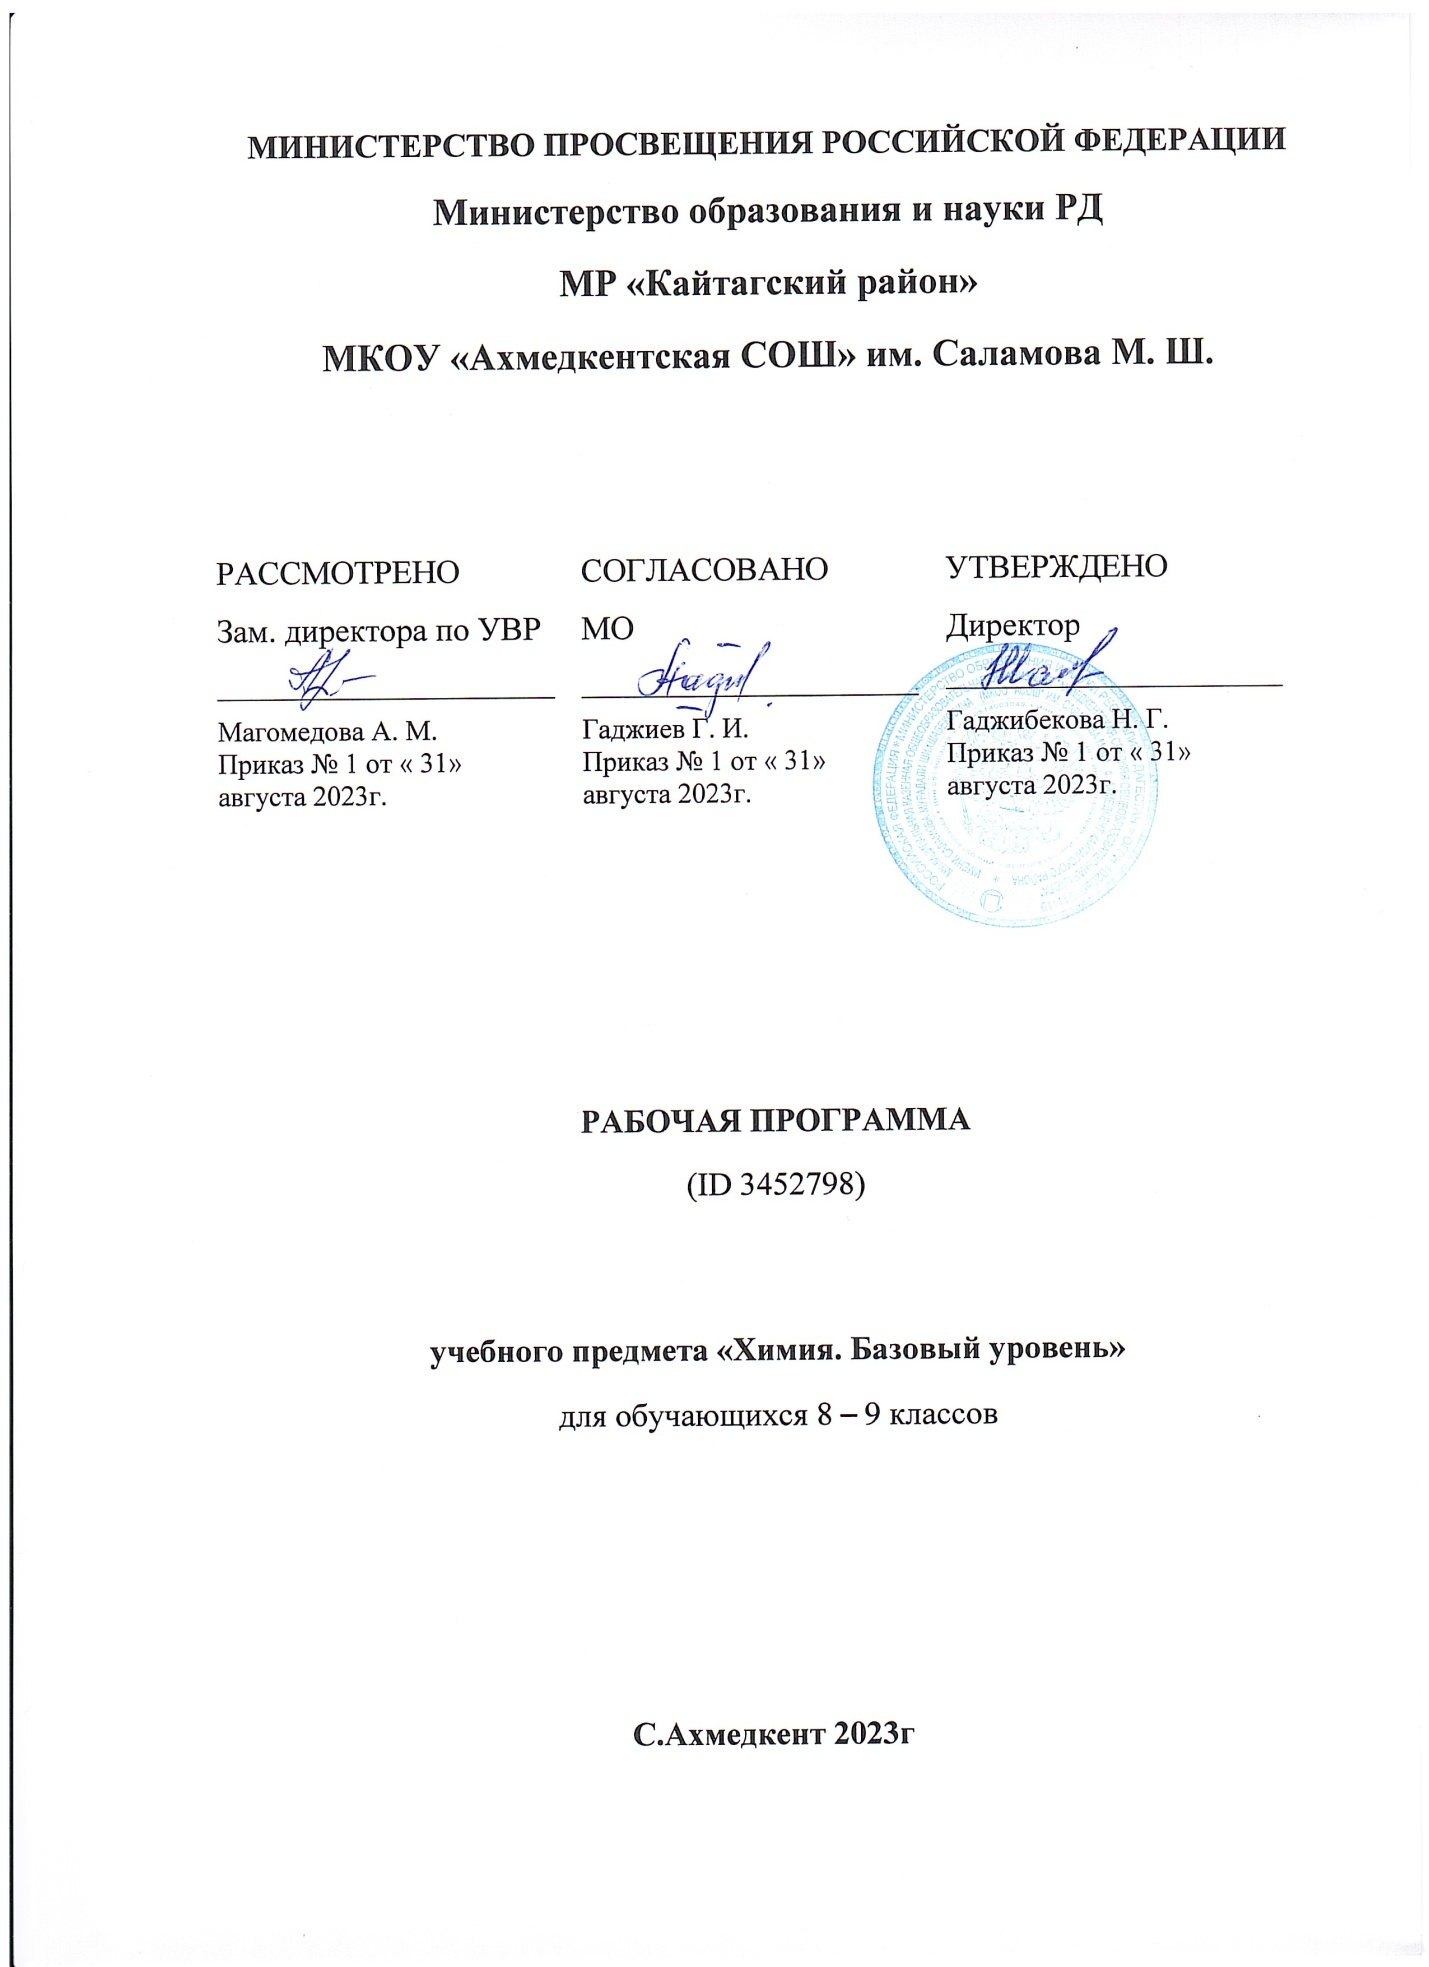 МИНИСТЕРСТВО ПРОСВЕЩЕНИЯ РОССИЙСКОЙ ФЕДЕРАЦИИ
Министерство образования и науки РД
МР «Кайтагский район»
МКОУ «Ахмедкентская СОШ» им. Саламова М. Ш.
РАССМОТРЕНО
Зам. директора по УВР
Магомедова А. М.
Приказ № 1 от « 31»
августа 2023г.
СОГЛАСОВАНО
МО
Гаджиев Г. И.
Приказ № 1 от « 31»
августа 2023г.
УТВЕРЖДЕНО
Директор
Гаджибекова Н. Г.
Приказ № 1 от « 31»
августа 2023г.
РАБОЧАЯ ПРОГРАММА
(ID 3452798)
учебного предмета «Химия. Базовый уровень»
для обучающихся 8 – 9 классов
С.Ахмедкент 2023г